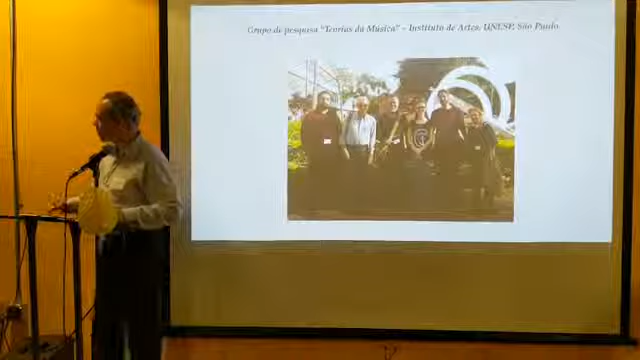 Grupo de pesquisa "Teorias da Música" – Instituto de Artes, UNESP, São Paulo.